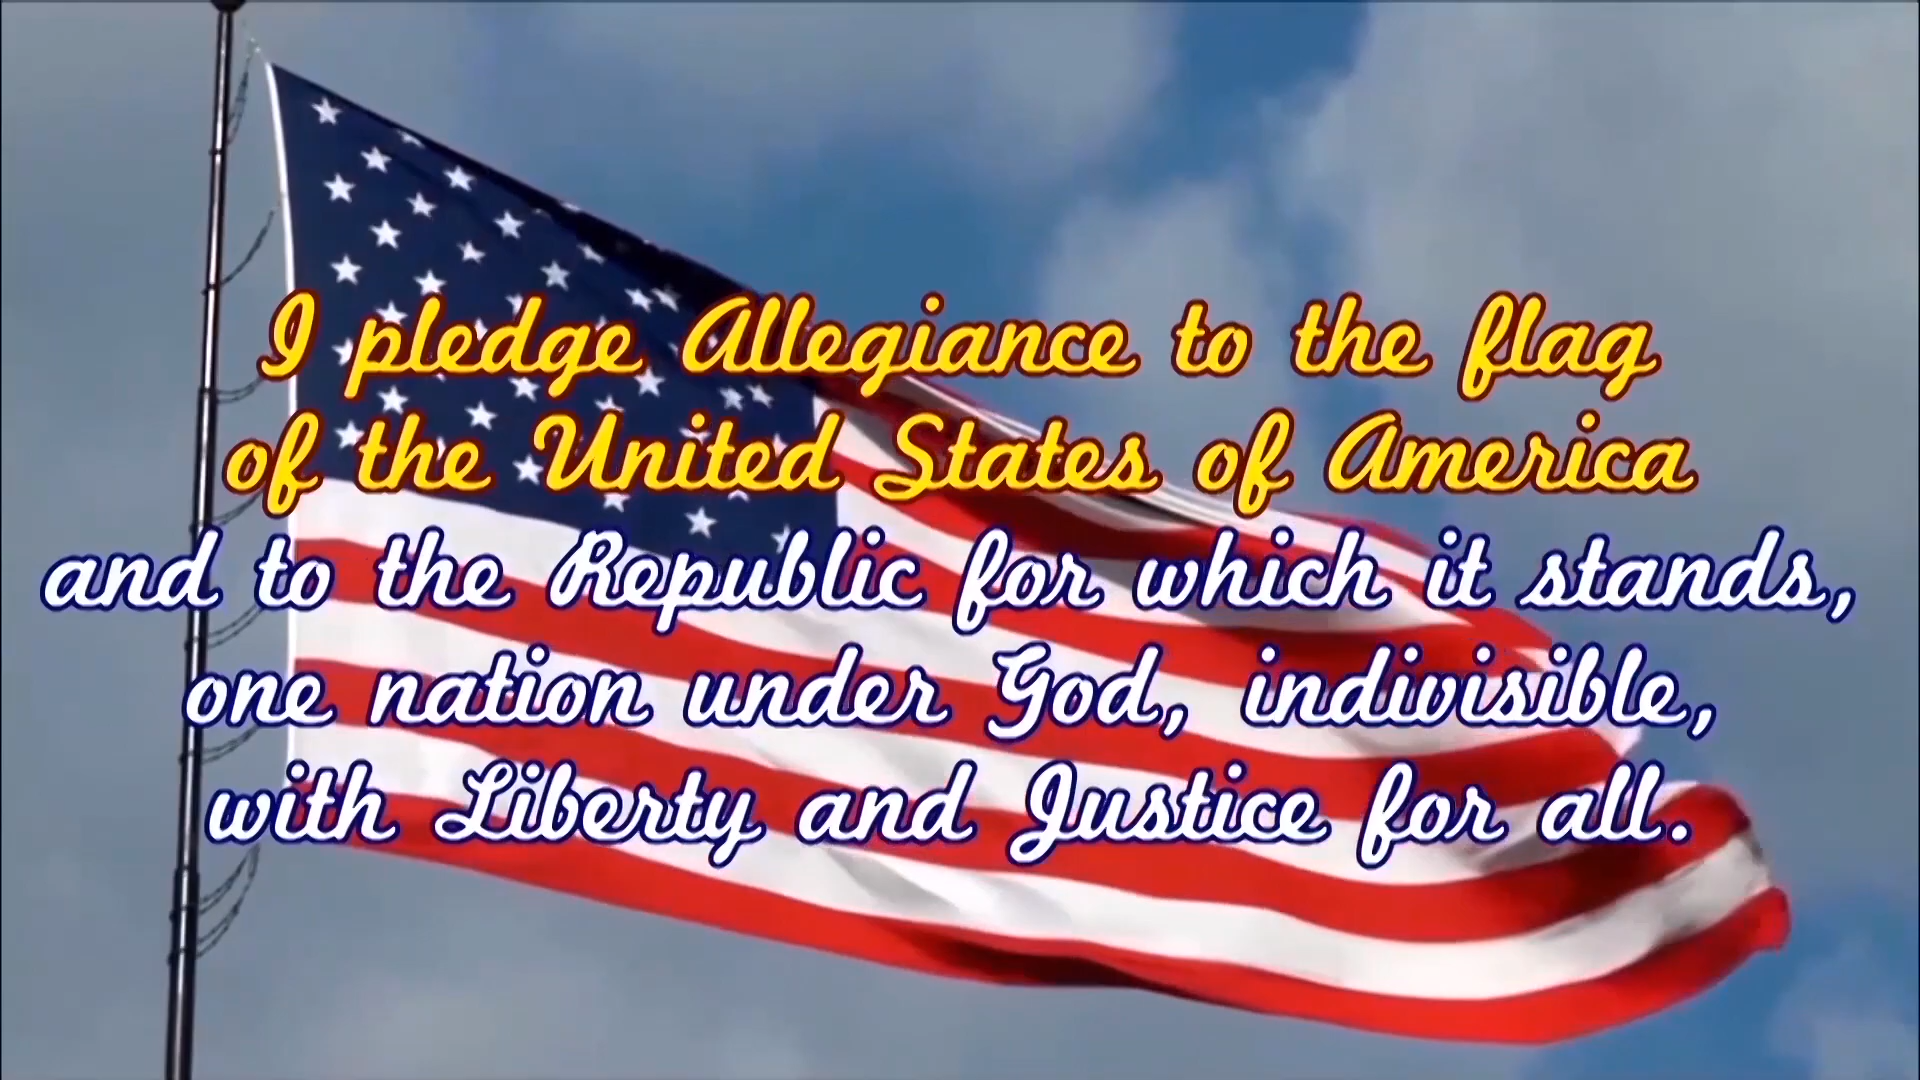 I pledge Allegiance to the flag
of the United States of America
and to the Republic for which it stands,
one nation under God, indivisible,
with Liberty and Justice for all.